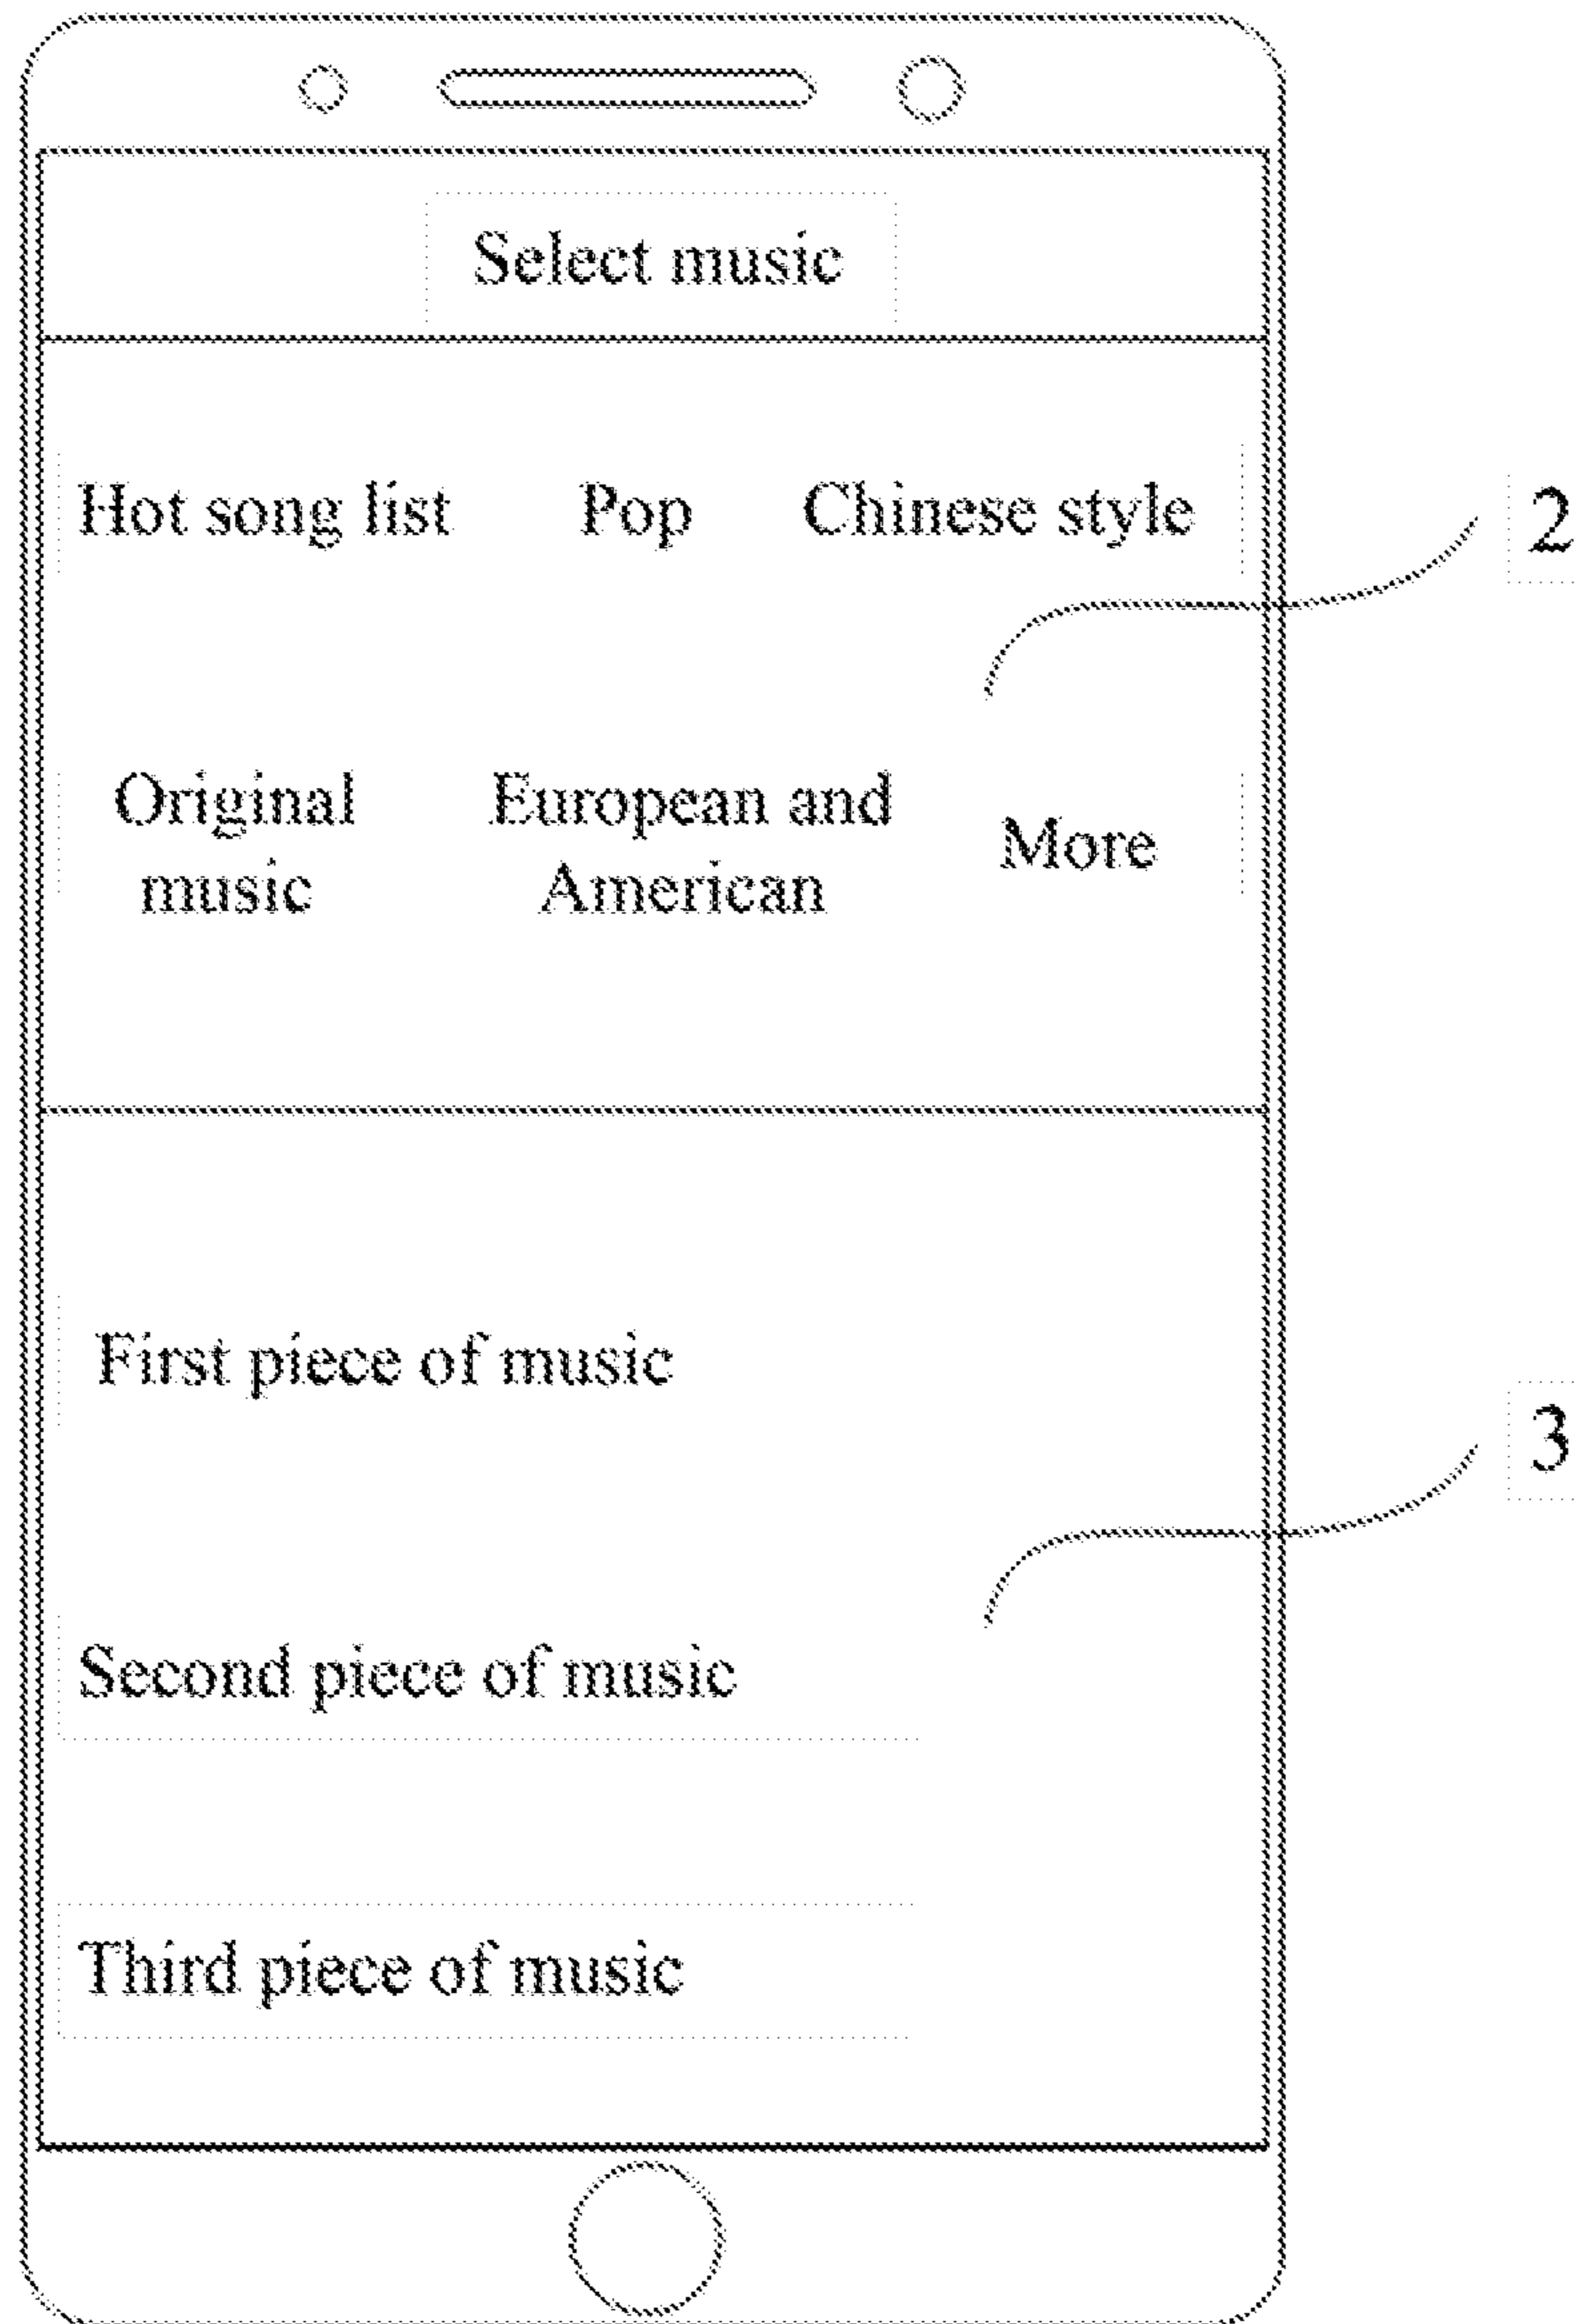 Select music
Hot song list Pop Chinese style
2
Original music European and American More
First piece of music
3
Second piece of music
Third piece of music